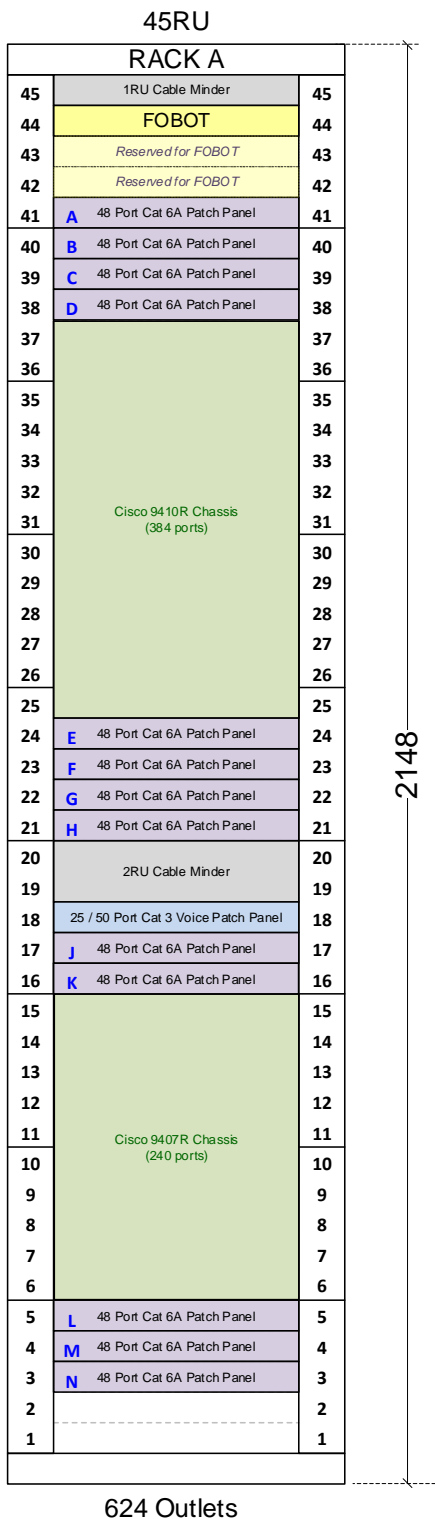 45RU
RACK A
45 1RU Cable Minder 45
44 FOBOT 44
43 Reserved for FOBOT 43
42 Reserved for FOBOT 42
41 A 48 Port Cat 6A Patch Panel 41
40 B 48 Port Cat 6A Patch Panel 40
39 C 48 Port Cat 6A Patch Panel 39
38 D 48 Port Cat 6A Patch Panel 38
37 37
36 36
35 35
34 34
33 33
32 32
31 Cisco 9410R Chassis 31
(384 ports)
30 30
29 29
28 28
27 27
26 26
25 25
24 E 48 Port Cat 6A Patch Panel 24
23 F 48 Port Cat 6A Patch Panel 23
22 G 48 Port Cat 6A Patch Panel 22
21 H 48 Port Cat 6A Patch Panel 21
20 20
2RU Cable Minder
19 19
18 25 / 50 Port Cat 3 Voice Patch Panel 18
17 J 48 Port Cat 6A Patch Panel 17
16 K 48 Port Cat 6A Patch Panel 16
15 15
14 14
13 13
12 12
11 Cisco 9407R Chassis 11
(240 ports)
10 10
9 9
8 8
7 7
6 6
5 L 48 Port Cat 6A Patch Panel 5
4 M 48 Port Cat 6A Patch Panel 4
3 N 48 Port Cat 6A Patch Panel 3
2 2
1 1
2148
624 Outlets